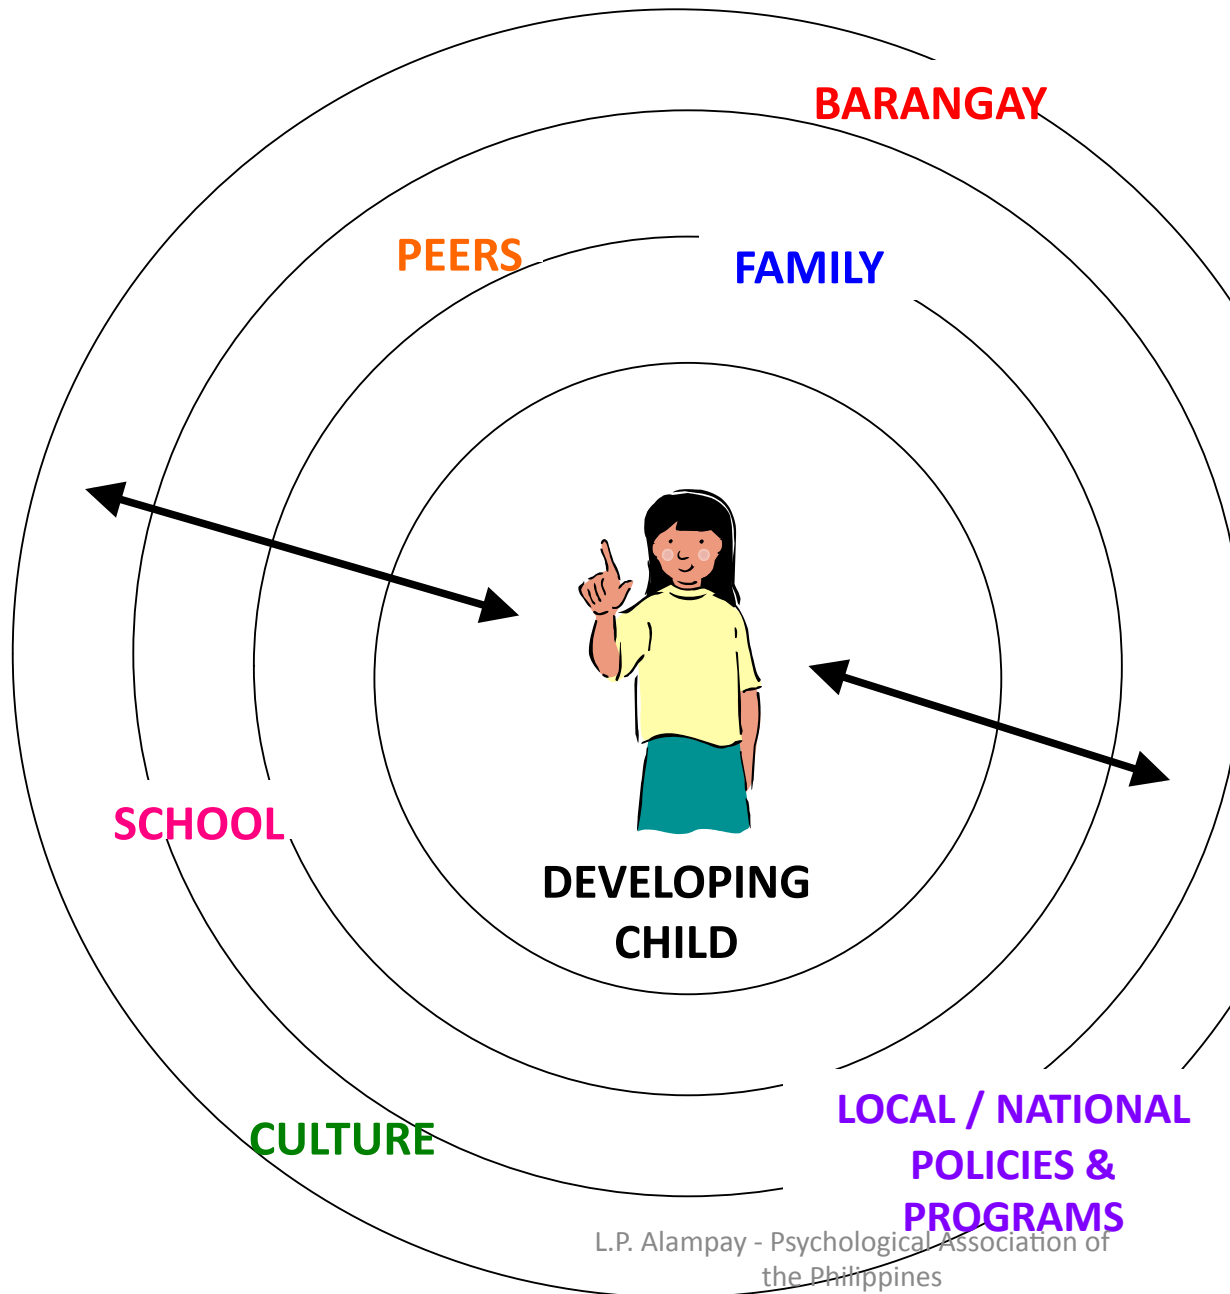 BARANGAY
PEERS
FAMILY
SCHOOL
DEVELOPING
CHILD
CULTURE
LOCAL / NATIONAL
POLICIES &
PROGRAMS
L.P. Alampay - Psychological Association of
the Philippines